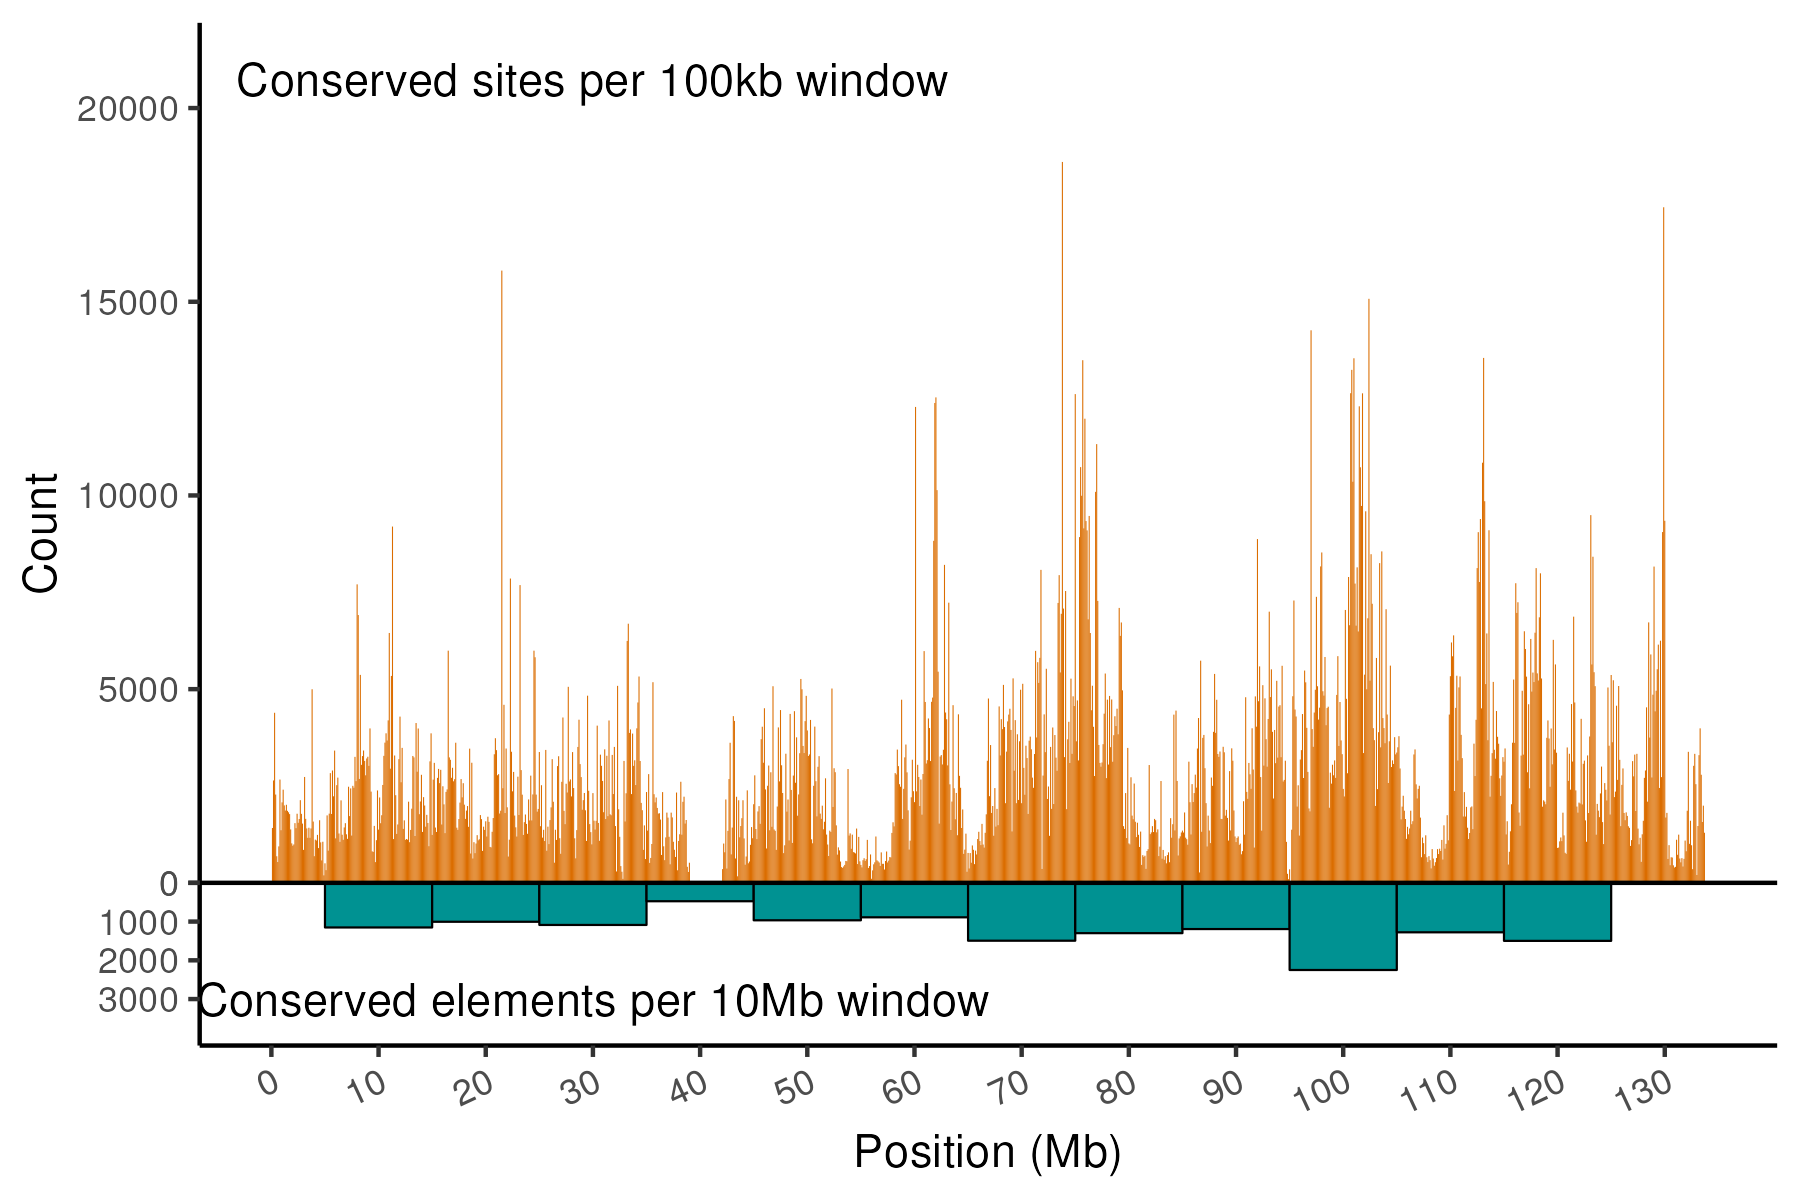 Conserved sites per 100kb window
20000
15000
10000
5000
0
1000
2000
3000
Count
Conserved elements per 10Mb window
0 10 20 30 40 50 60 70 80 90 100 110 120 130
Position (Mb)